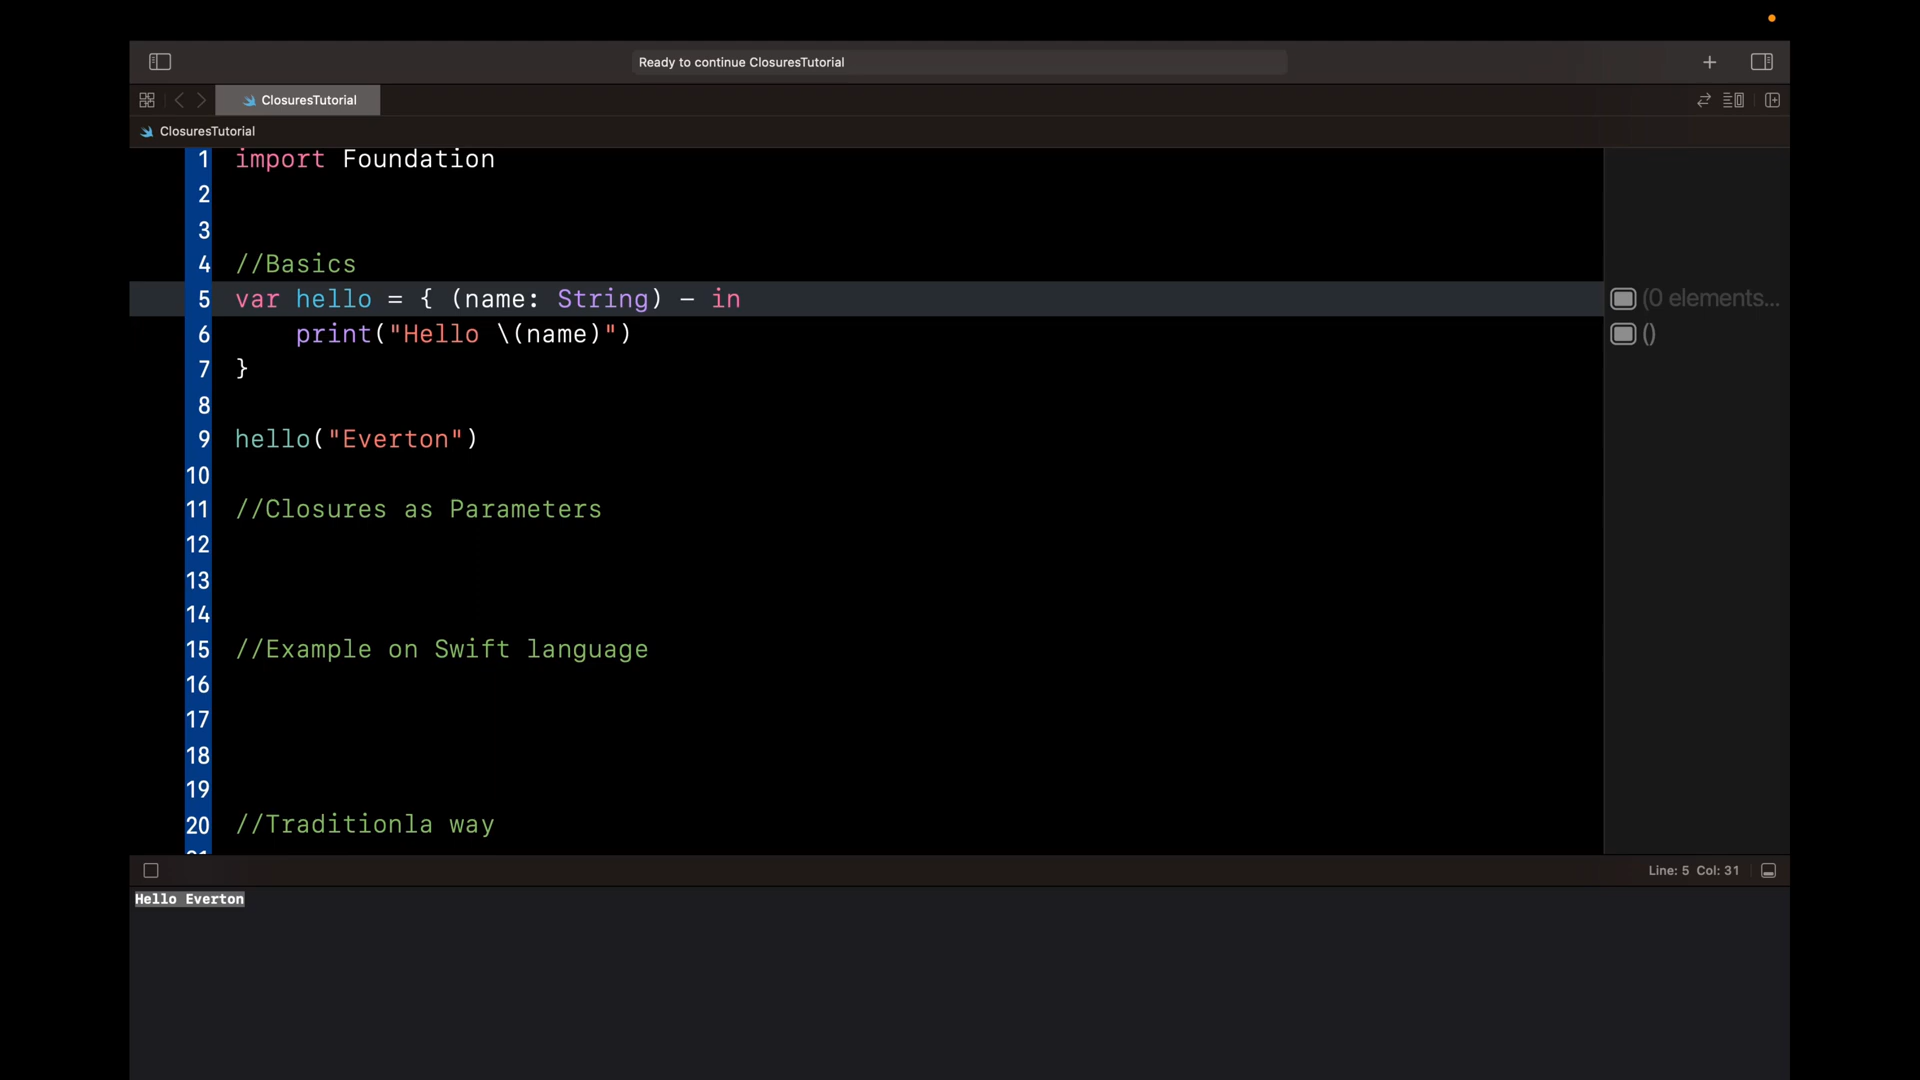 Ready to continue ClosuresTutorial
ClosuresTutorial
ClosuresTutorial
1 import Foundation
2
3
4 //Basics
5 var hello = { (name: String) - in
(0 elements...
6     print("Hello \(name)")
()
7 }
8
9 hello("Everton")
10
11 //Closures as Parameters
12
13
14
15 //Example on Swift language
16
17
18
19
20 //Traditionla way
Line: 5 Col: 31
Hello Everton